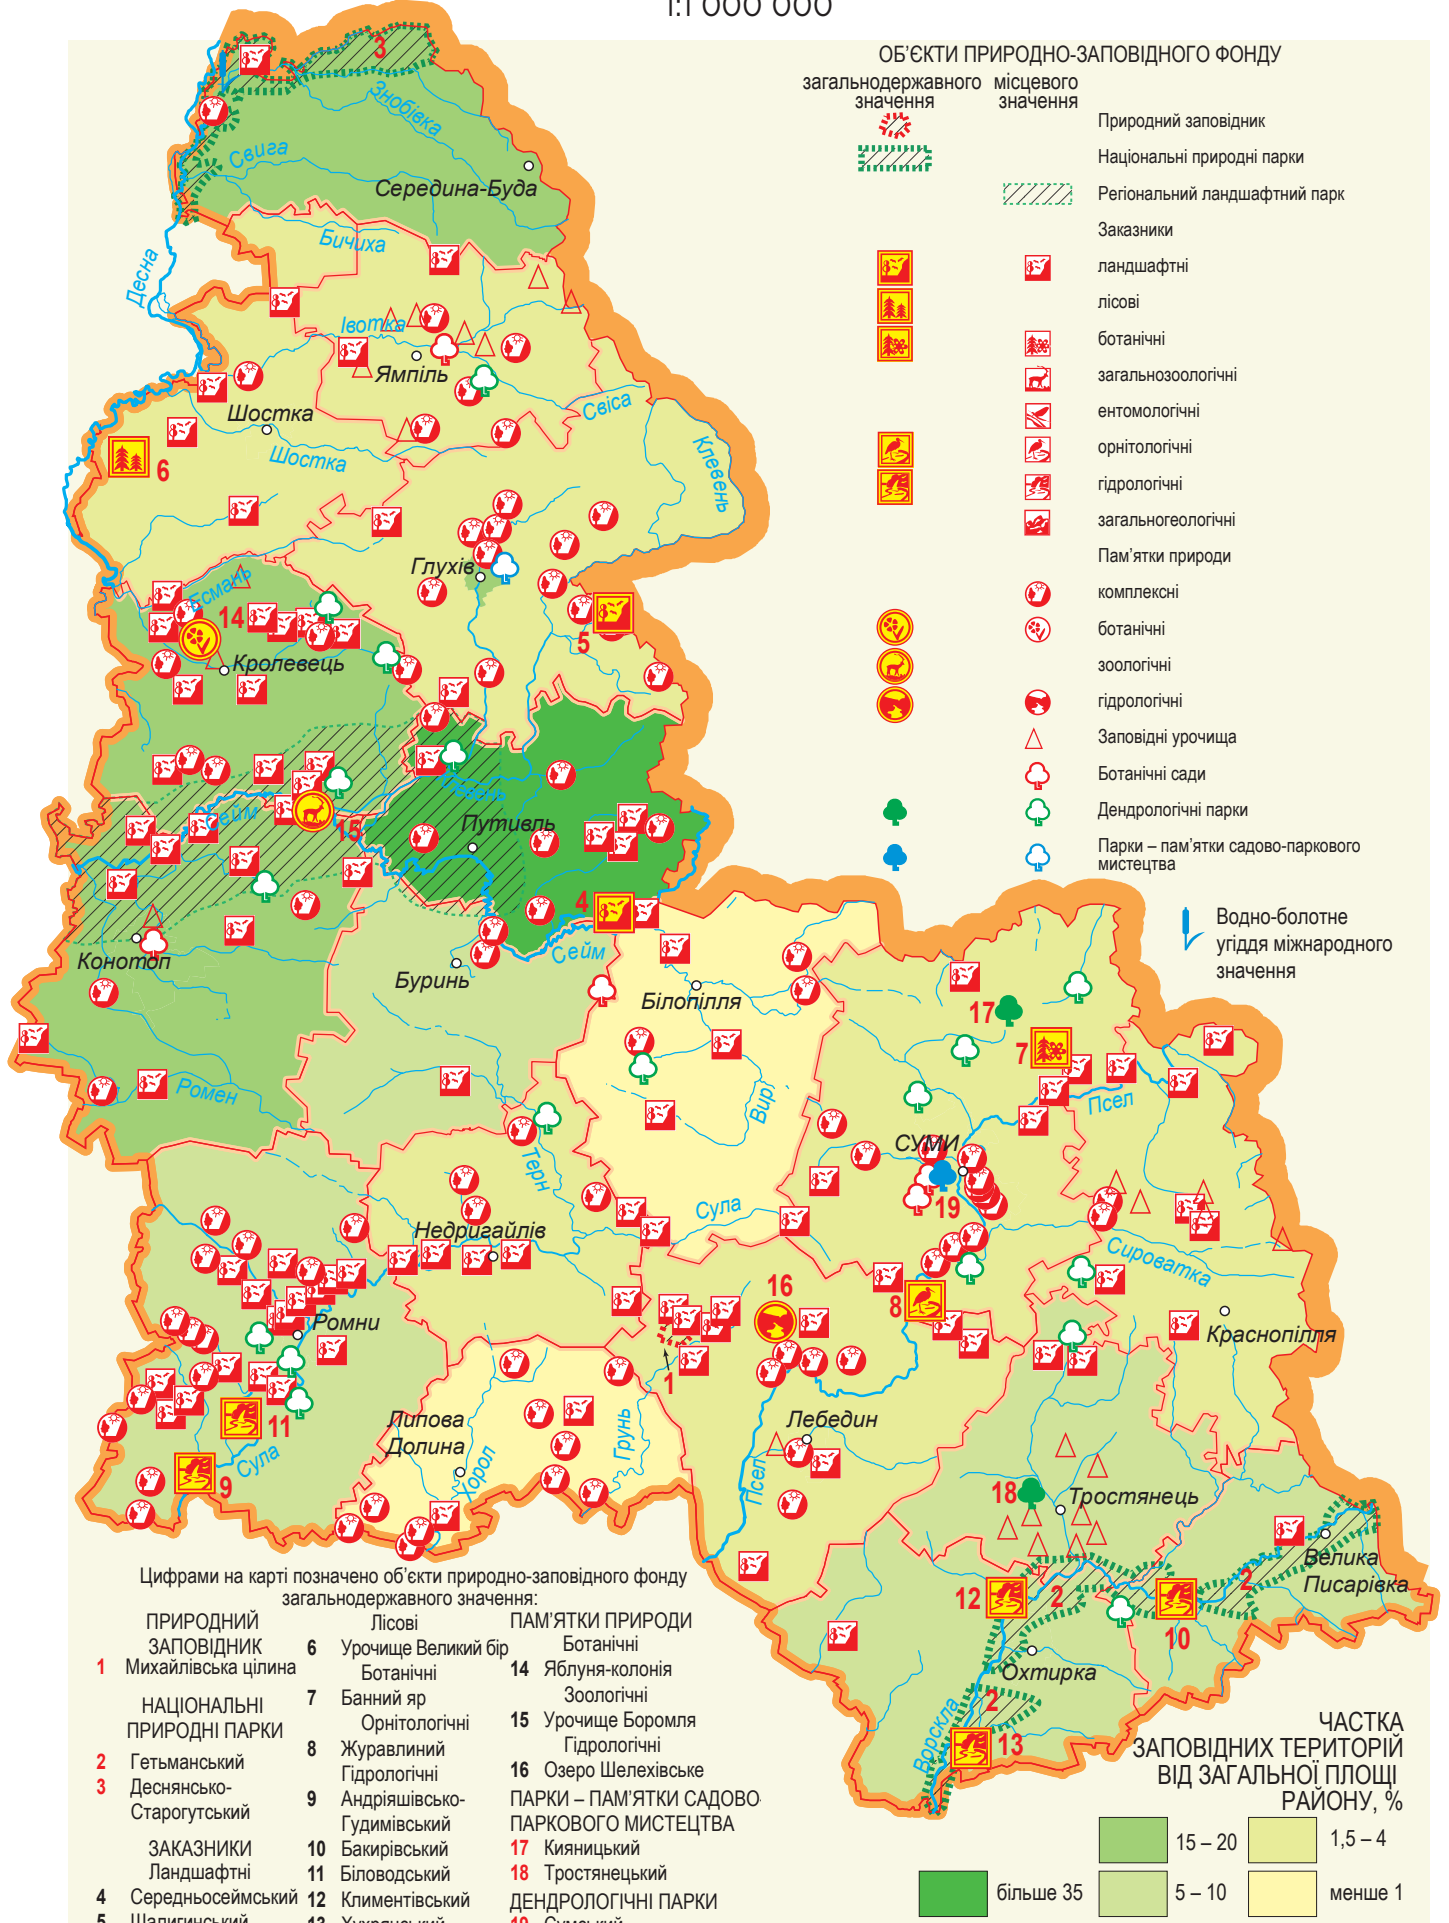 1:1 000 000
ОБ'ЄКТИ ПРИРОДНО-ЗАПОВІДНОГО ФОНДУ
загальнодержавного значення
місцевого значення
Природний заповідник
Національні природні парки
Регіональний ландшафтний парк
Заказники
ландшафтні
лісові
ботанічні
загальнозоологічні
ентомологічні
орнітологічні
гідрологічні
загальногеологічні
Пам'ятки природи
комплексні
ботанічні
зоологічні
гідрологічні
Заповідні урочища
Ботанічні сади
Дендрологічні парки
Парки – пам'ятки садово-паркового
мистецтва
Водно-болотне
угіддя міжнародного
значення
3
Знобівка
Свига
Середина-Буда
Бичиха
Десна
Івотка
Ямпіль
Свіса
Шостка
Шостка
6
Клевень
Глухів
Есмань
14
5
Кролевець
Сейм
15
Путивль
4
Сейм
Конотоп
Буринь
Білопілля
17
7
Ромен
Вир
Псел
Терн
СУМИ
19
Сула
Недригайлів
Сироватка
16
8
Ромни
Краснопілля
1
11
Липова
Долина
Грунь
Лебедин
Сула
9
Хорол
Псел
18
Тростянець
Велика
Писарівка
12
2
2
10
Охтирка
2
Ворскла
13
Цифрами на карті позначено об'єкти природно-заповідного фонду
загальнодержавного значення:
ПРИРОДНИЙ
ЗАПОВІДНИК
1 Михайлівська цілина
НАЦІОНАЛЬНІ
ПРИРОДНІ ПАРКИ
2 Гетьманський
3 Деснянсько-
Старогутський
ЗАКАЗНИКИ
Ландшафтні
4 Середньосеймський
5 Шалигинський
Лісові
6 Урочище Великий бір
Ботанічні
7 Банний яр
Орнітологічні
8 Журавлиний
Гідрологічні
9 Андріяшівсько-
Гудимівський
10 Бакирівський
11 Біловодський
12 Климентівський
13 Хухрянський
ПАМ'ЯТКИ ПРИРОДИ
Ботанічні
14 Яблуня-колонія
Зоологічні
15 Урочище Боромля
Гідрологічні
16 Озеро Шелехівське
ПАРКИ – ПАМ'ЯТКИ САДОВО-
ПАРКОВОГО МИСТЕЦТВА
17 Кияницький
18 Тростянецький
ДЕНДРОЛОГІЧНІ ПАРКИ
19 Сумський
ЧАСТКА
ЗАПОВІДНИХ ТЕРИТОРІЙ
ВІД ЗАГАЛЬНОЇ ПЛОЩІ
РАЙОНУ, %
15 – 20
1,5 – 4
більше 35
5 – 10
менше 1